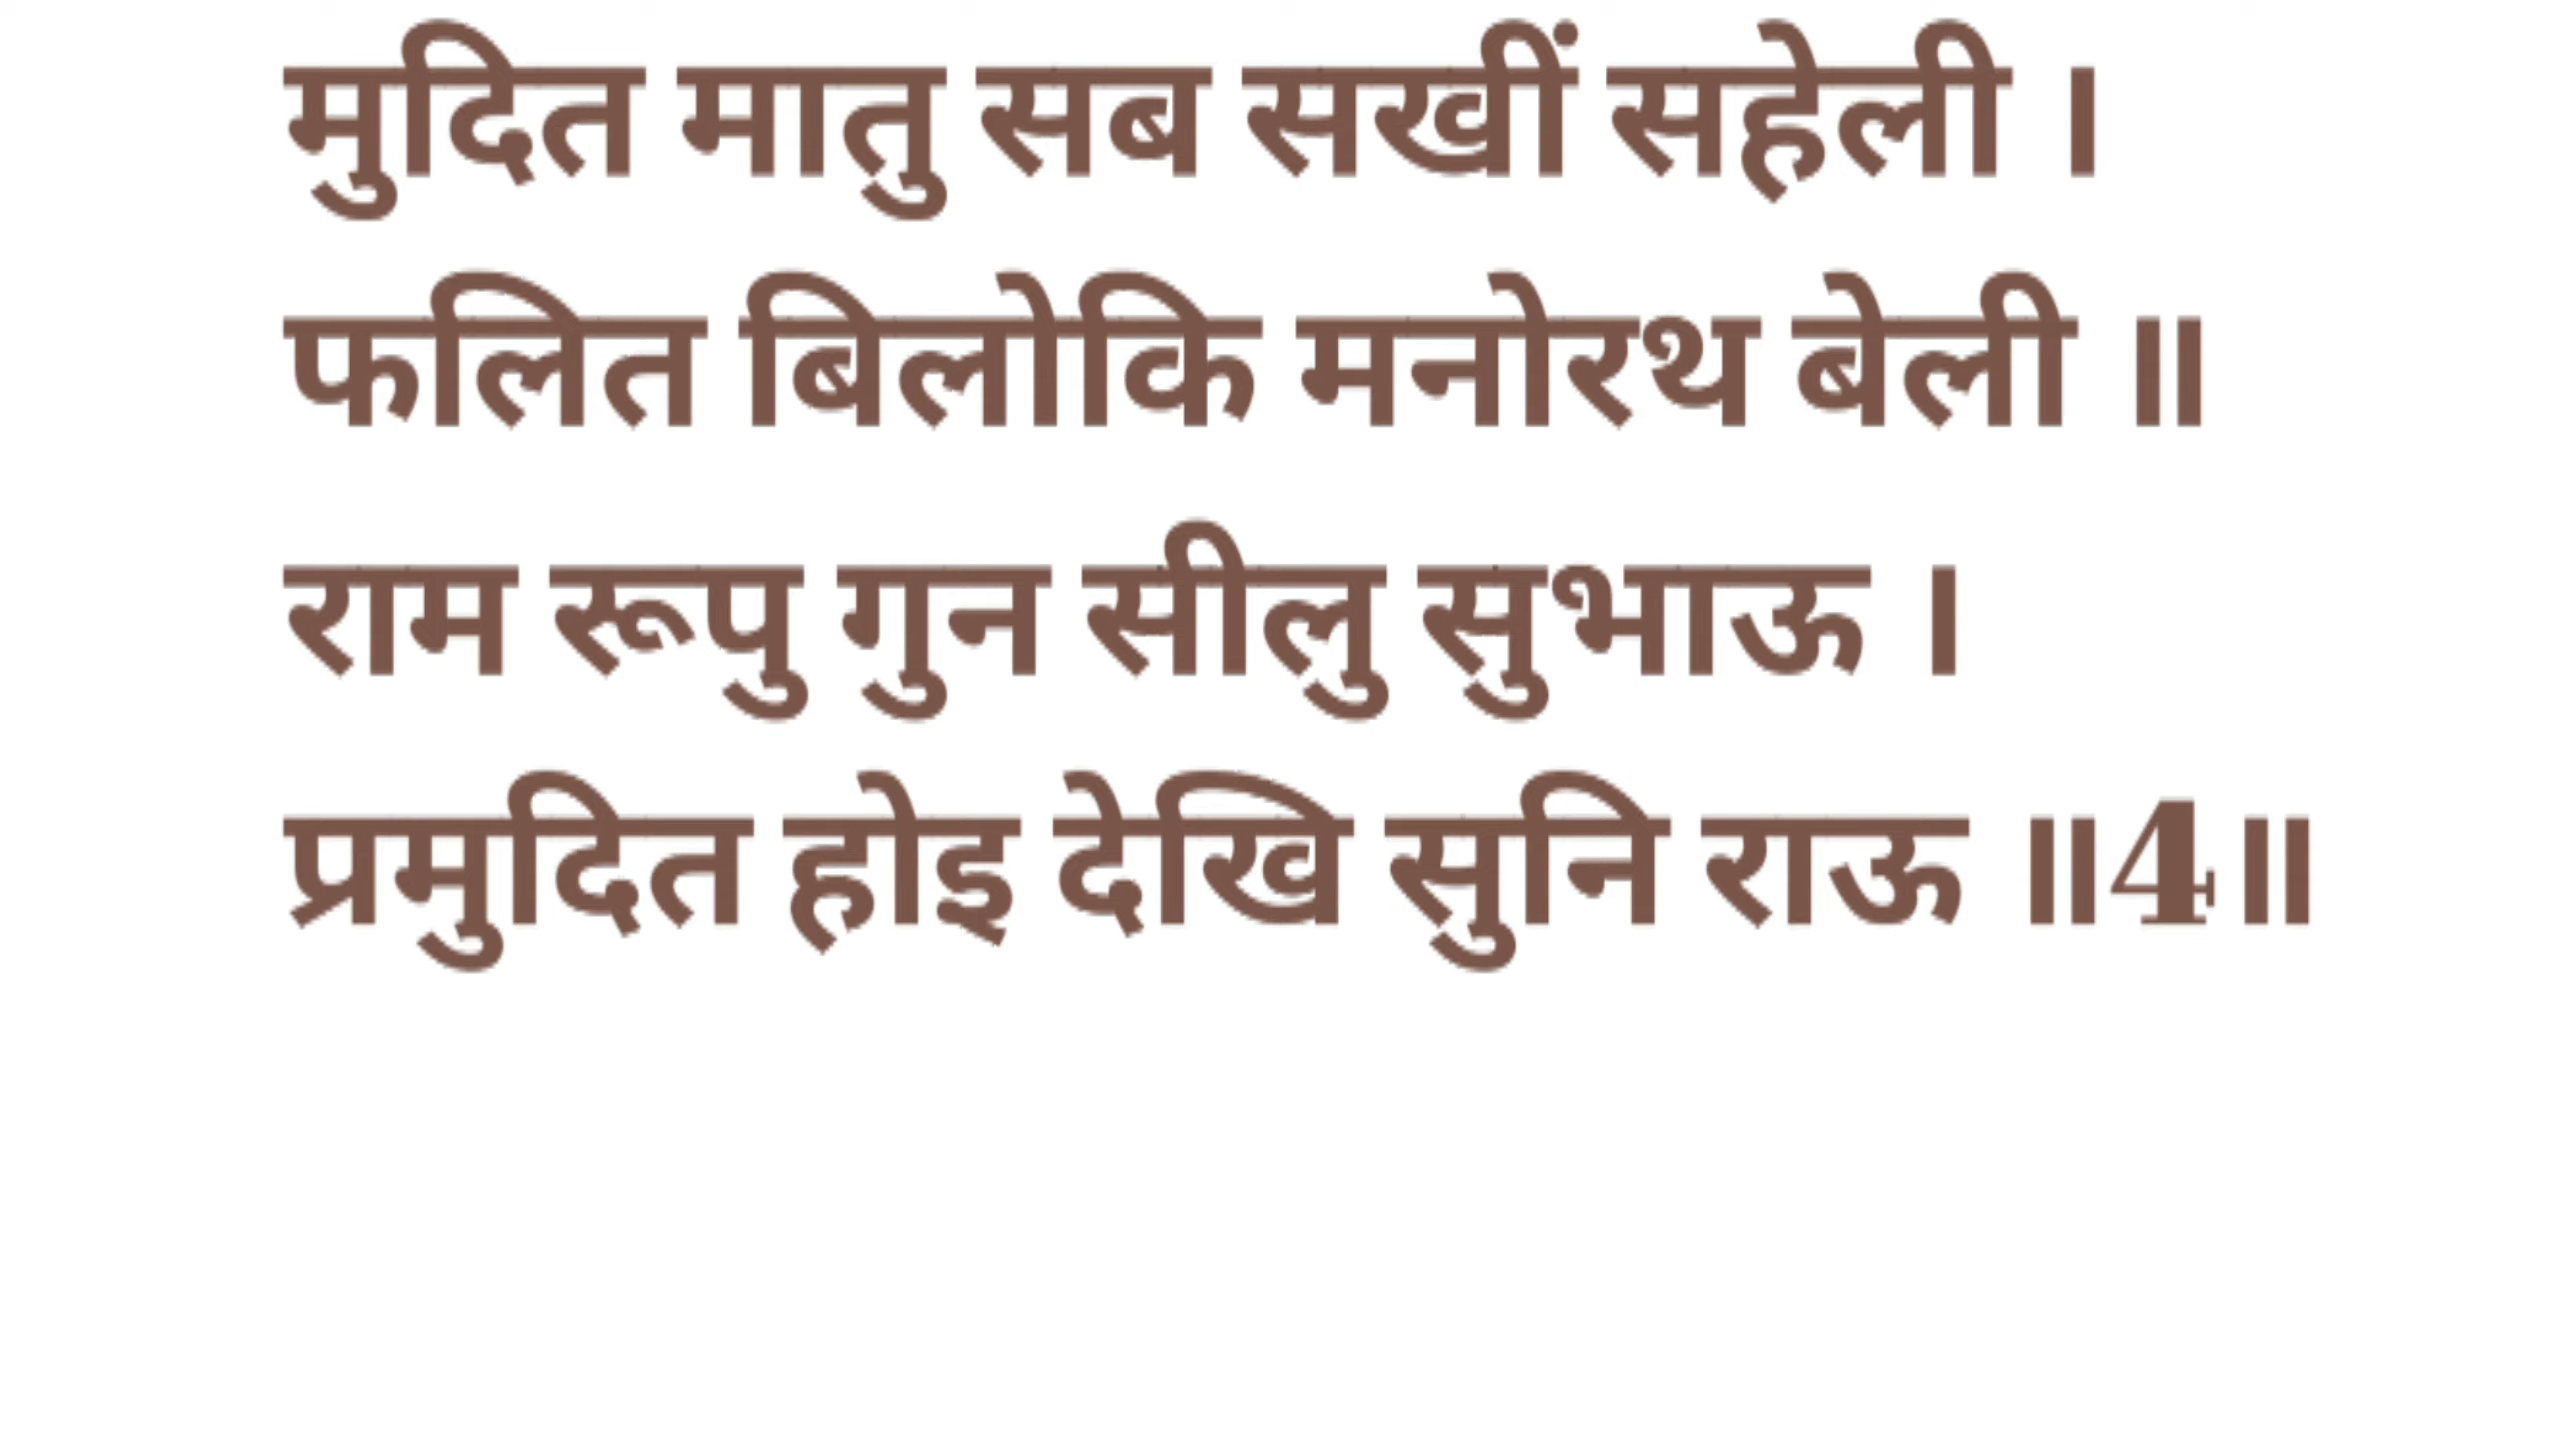 मुदित मातु सब सखीं सहेली ।
फलित बिलोकि मनोरथ बेली ॥
राम रूपु गुन सीलु सुभाऊ ।
प्रमुदित होइ देखि सुनि राऊ ॥4॥